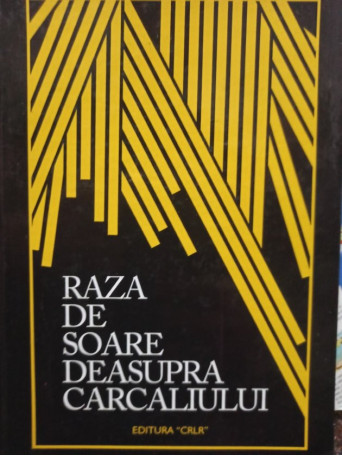 RAZA
DE
SOARE
DEASUPRA
CARCALIULUI
EDITURA "CRLR"